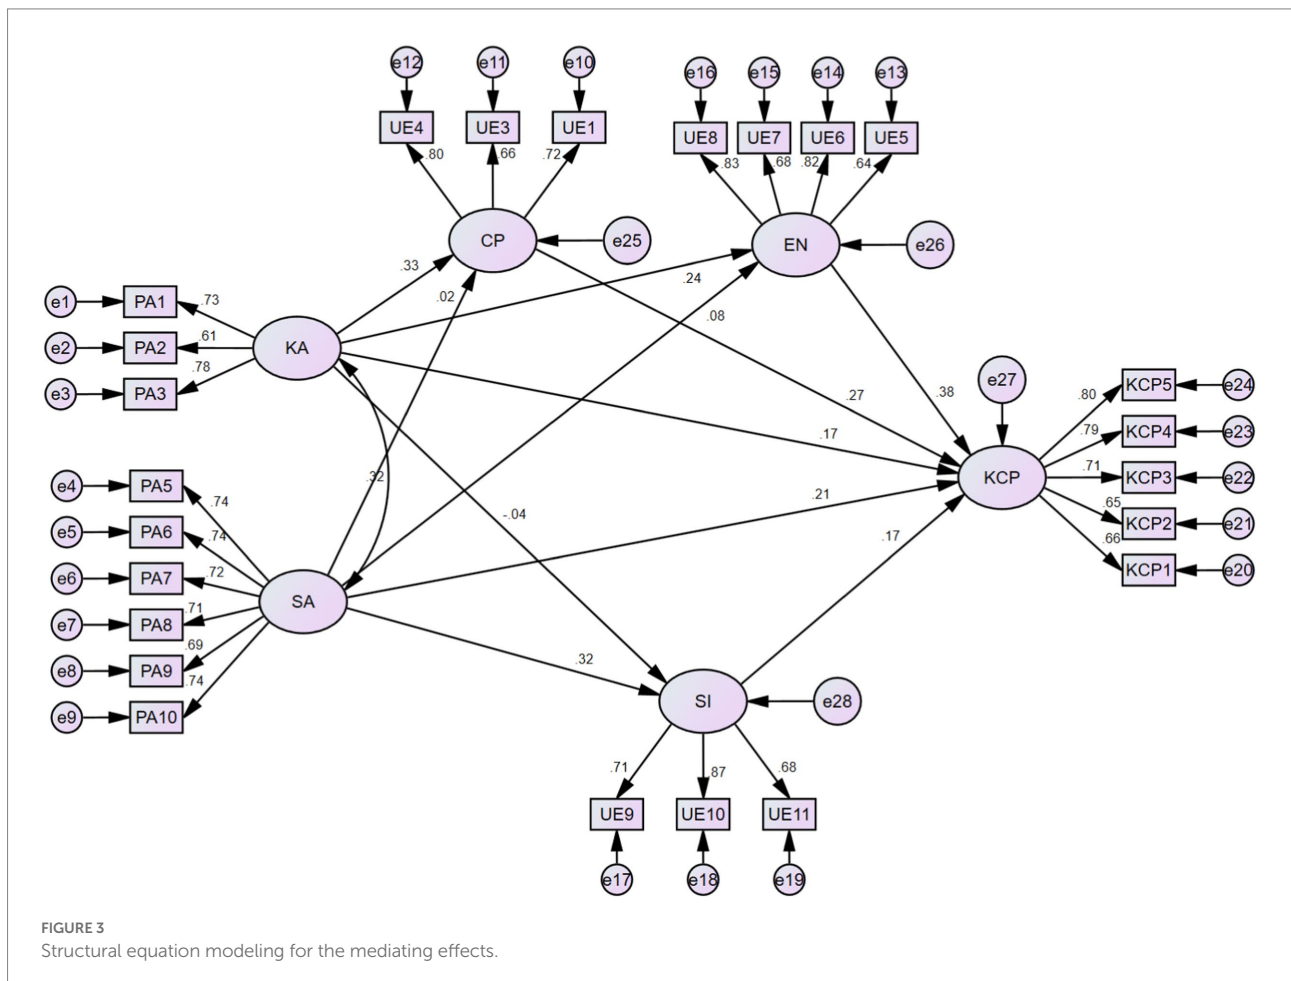 e12 e11 e10
e16 e15 e14 e13
UE4 UE3 UE1
UE8 UE7 UE6 UE5
.80 .66 .72
.83 .68 .82 .64
CP e25 EN e26
.33 .24
.02
.08
e1 PA1 .73
e2 PA2 .61 KA
e3 PA3 .78
e27
.38
.27
.17
.80 KCP5 e24
.79 KCP4 e23
KCP .71 KCP3 e22
.65 KCP2 e21
.66 KCP1 e20
.32
.21
-.04
.17
e4 PA5 .74
e5 PA6 .74
e6 PA7 .72
SA
e7 PA8 .71
e8 PA9 .69
e9 PA10 .74
.32
SI e28
.71 .87 .68
UE9 UE10 UE11
e17 e18 e19
FIGURE 3
Structural equation modeling for the mediating effects.